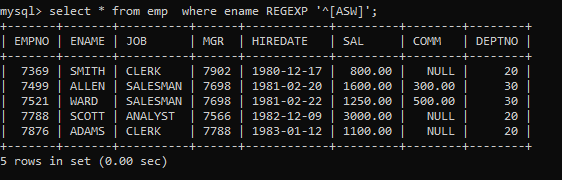 mysql> select * from emp  where ename REGEXP '^[ASW]';
+-------+-------+----------+------+------------+---------+--------+--------+
| EMPNO | ENAME | JOB      | MGR  | HIREDATE   | SAL     | COMM   | DEPTNO |
+-------+-------+----------+------+------------+---------+--------+--------+
|  7369 | SMITH | CLERK    | 7902 | 1980-12-17 |  800.00 |   NULL |     20 |
|  7499 | ALLEN | SALESMAN | 7698 | 1981-02-20 | 1600.00 | 300.00 |     30 |
|  7521 | WARD  | SALESMAN | 7698 | 1981-02-22 | 1250.00 | 500.00 |     30 |
|  7788 | SCOTT | ANALYST  | 7566 | 1982-12-09 | 3000.00 |   NULL |     20 |
|  7876 | ADAMS | CLERK    | 7788 | 1983-01-12 | 1100.00 |   NULL |     20 |
+-------+-------+----------+------+------------+---------+--------+--------+
5 rows in set (0.00 sec)